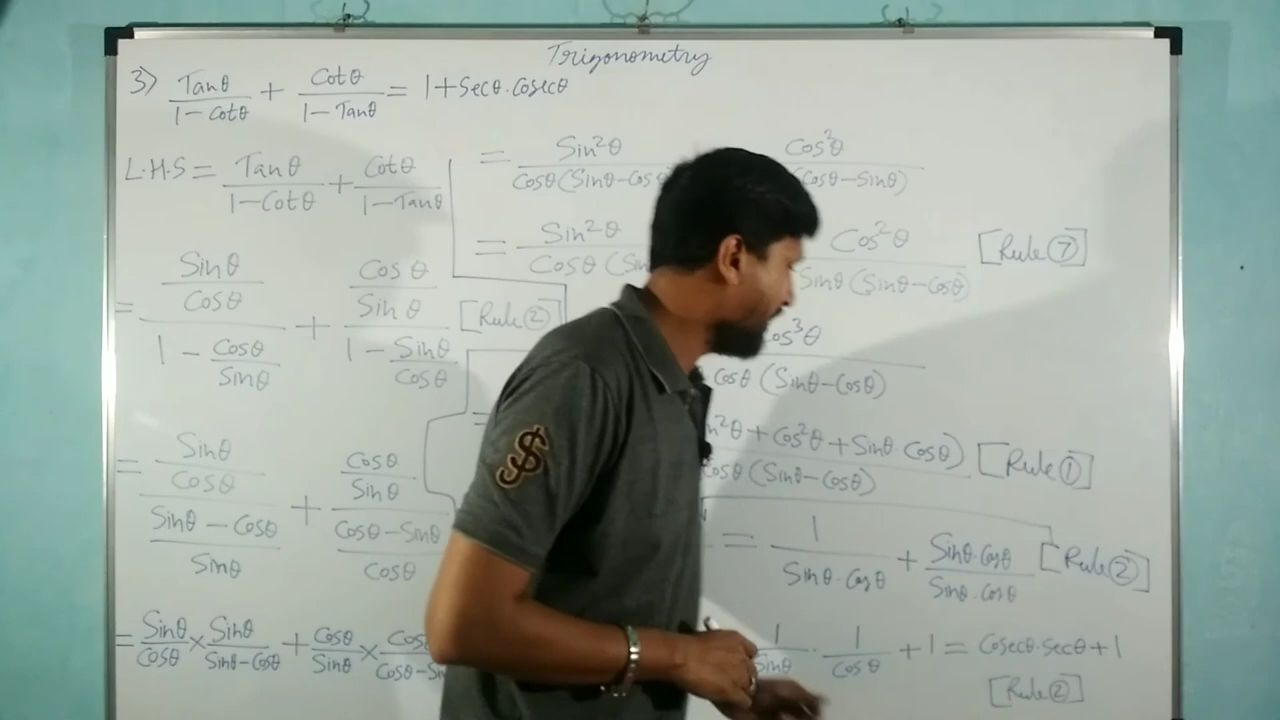 Trigonometry
3) Tanθ/(1-Cotθ) + Cotθ/(1-Tanθ) = 1+Secθ.Cosecθ
L.H.S = Tanθ/(1-Cotθ) + Cotθ/(1-Tanθ)
= (Sinθ/Cosθ)/(1 - Cosθ/Sinθ) + (Cosθ/Sinθ)/(1 - Sinθ/Cosθ) [Rule ②]
= (Sinθ/Cosθ)/((Sinθ-Cosθ)/Sinθ) + (Cosθ/Sinθ)/((Cosθ-Sinθ)/Cosθ)
= Sinθ/Cosθ × Sinθ/(Sinθ-Cosθ) + Cosθ/Sinθ ×
= Sin²θ/Cosθ(Sinθ-Cosθ (Cosθ-Sinθ)
= Sin²θ/Cosθ ( Cos²θ/Sinθ (Sinθ-Cosθ) [Rule ⑦]
Cosθ (Sinθ-Cosθ)
²θ + Cos²θ + Sinθ.Cosθ) [Rule ①]
Cosθ (Sinθ-Cosθ)
= 1/(Sinθ.Cosθ) + (Sinθ.Cosθ)/(Sinθ.Cosθ) [Rule ②]
1/Sinθ . 1/Cosθ + 1 = Cosecθ.Secθ+1
[Rule ②]
$